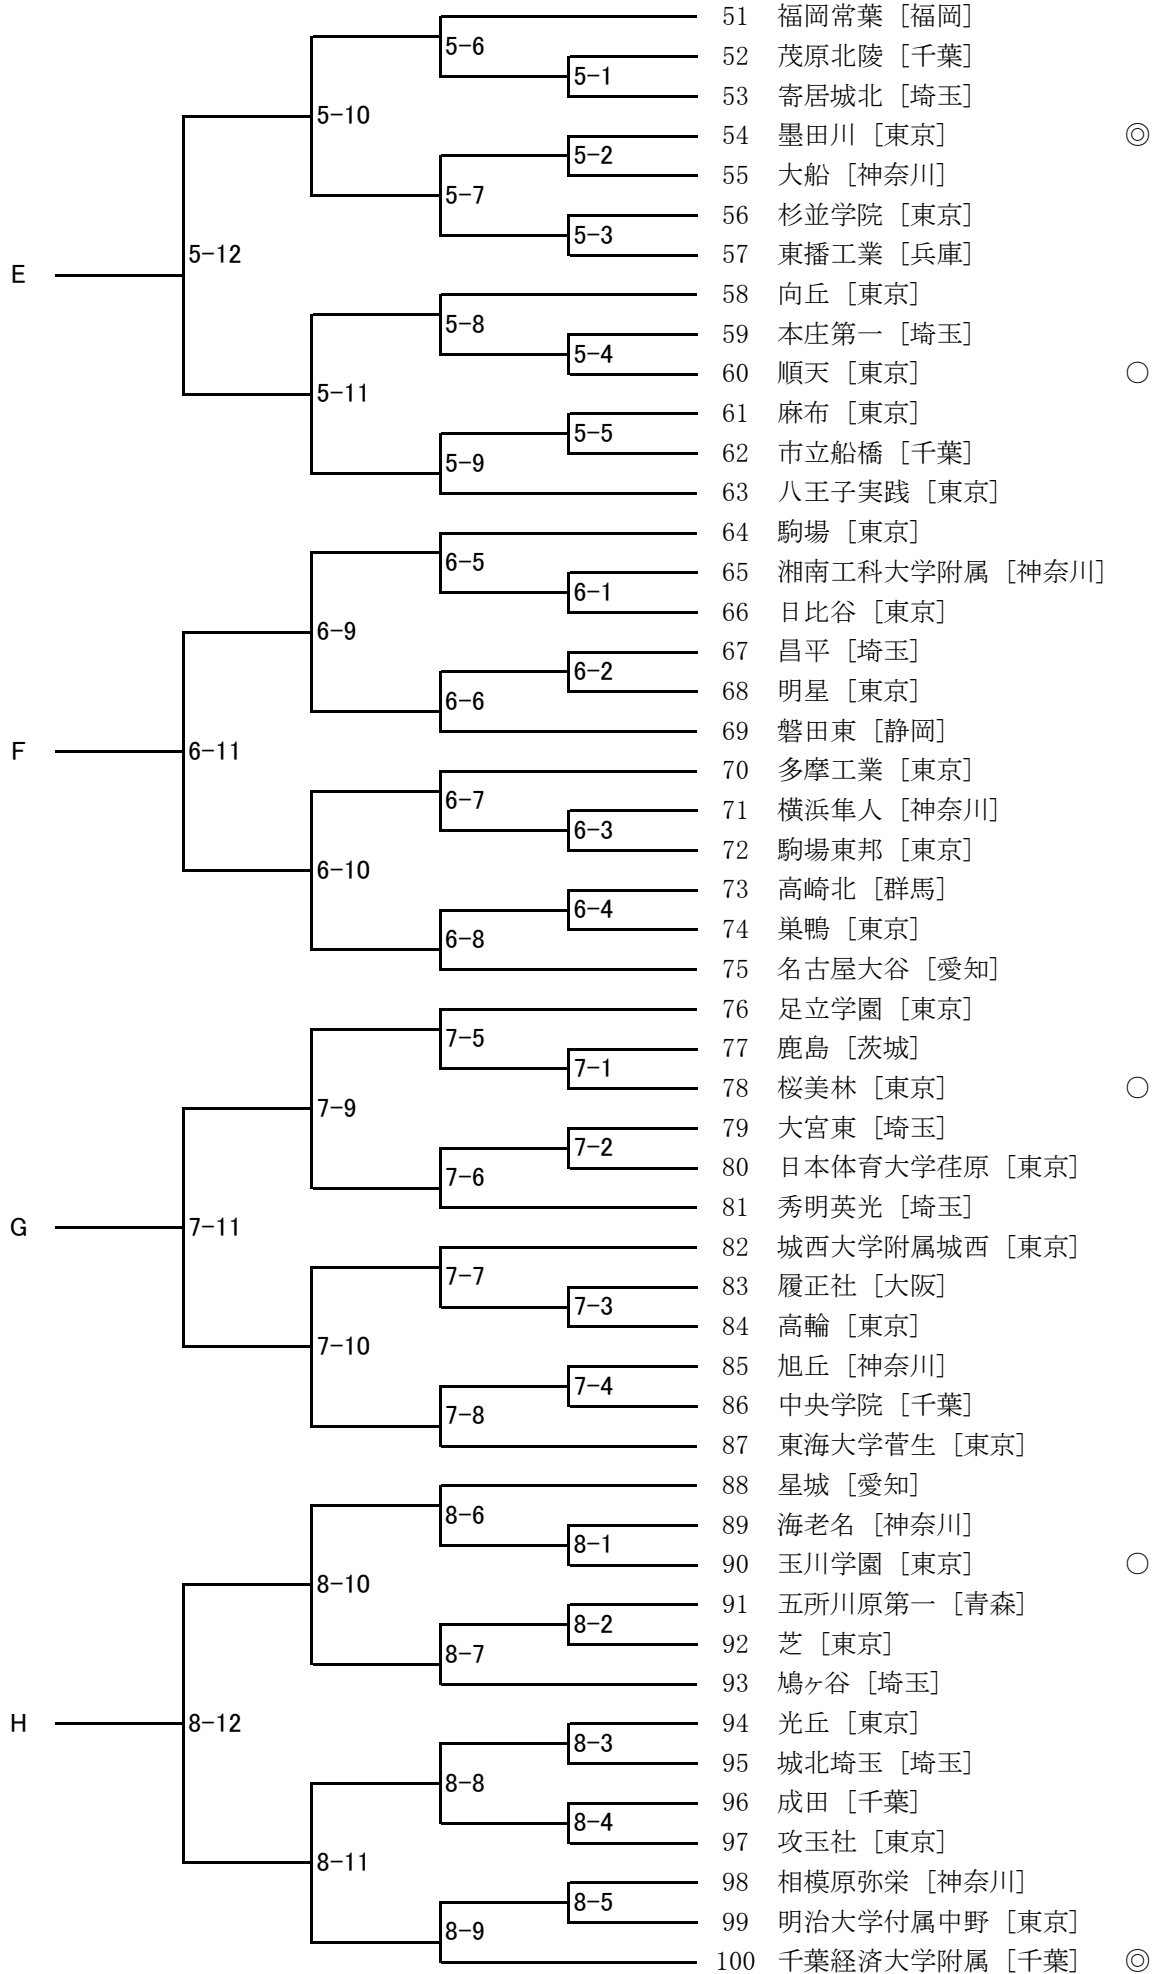 51 福岡常葉 [福岡]
5-6
52 茂原北陵 [千葉]
5-1
53 寄居城北 [埼玉]
5-10
54 墨田川 [東京] ◎
5-2
55 大船 [神奈川]
5-7
56 杉並学院 [東京]
5-3
57 東播工業 [兵庫]
5-12
E
58 向丘 [東京]
5-8
59 本庄第一 [埼玉]
5-4
60 順天 [東京] ○
5-11
61 麻布 [東京]
5-5
62 市立船橋 [千葉]
5-9
63 八王子実践 [東京]
64 駒場 [東京]
6-5
65 湘南工科大学附属 [神奈川]
6-1
66 日比谷 [東京]
6-9
67 昌平 [埼玉]
6-2
68 明星 [東京]
6-6
69 磐田東 [静岡]
F
6-11
70 多摩工業 [東京]
6-7
71 横浜隼人 [神奈川]
6-3
72 駒場東邦 [東京]
6-10
73 高崎北 [群馬]
6-4
74 巣鴨 [東京]
6-8
75 名古屋大谷 [愛知]
76 足立学園 [東京]
7-5
77 鹿島 [茨城]
7-1
78 桜美林 [東京] ○
7-9
79 大宮東 [埼玉]
7-2
80 日本体育大学荏原 [東京]
7-6
81 秀明英光 [埼玉]
G
7-11
82 城西大学附属城西 [東京]
7-7
83 履正社 [大阪]
7-3
84 高輪 [東京]
7-10
85 旭丘 [神奈川]
7-4
86 中央学院 [千葉]
7-8
87 東海大学菅生 [東京]
88 星城 [愛知]
8-6
89 海老名 [神奈川]
8-1
90 玉川学園 [東京] ○
8-10
91 五所川原第一 [青森]
8-2
92 芝 [東京]
8-7
93 鳩ヶ谷 [埼玉]
H
8-12
94 光丘 [東京]
8-3
95 城北埼玉 [埼玉]
8-8
96 成田 [千葉]
8-4
97 攻玉社 [東京]
8-11
98 相模原弥栄 [神奈川]
8-5
99 明治大学付属中野 [東京]
8-9
100 千葉経済大学附属 [千葉] ◎